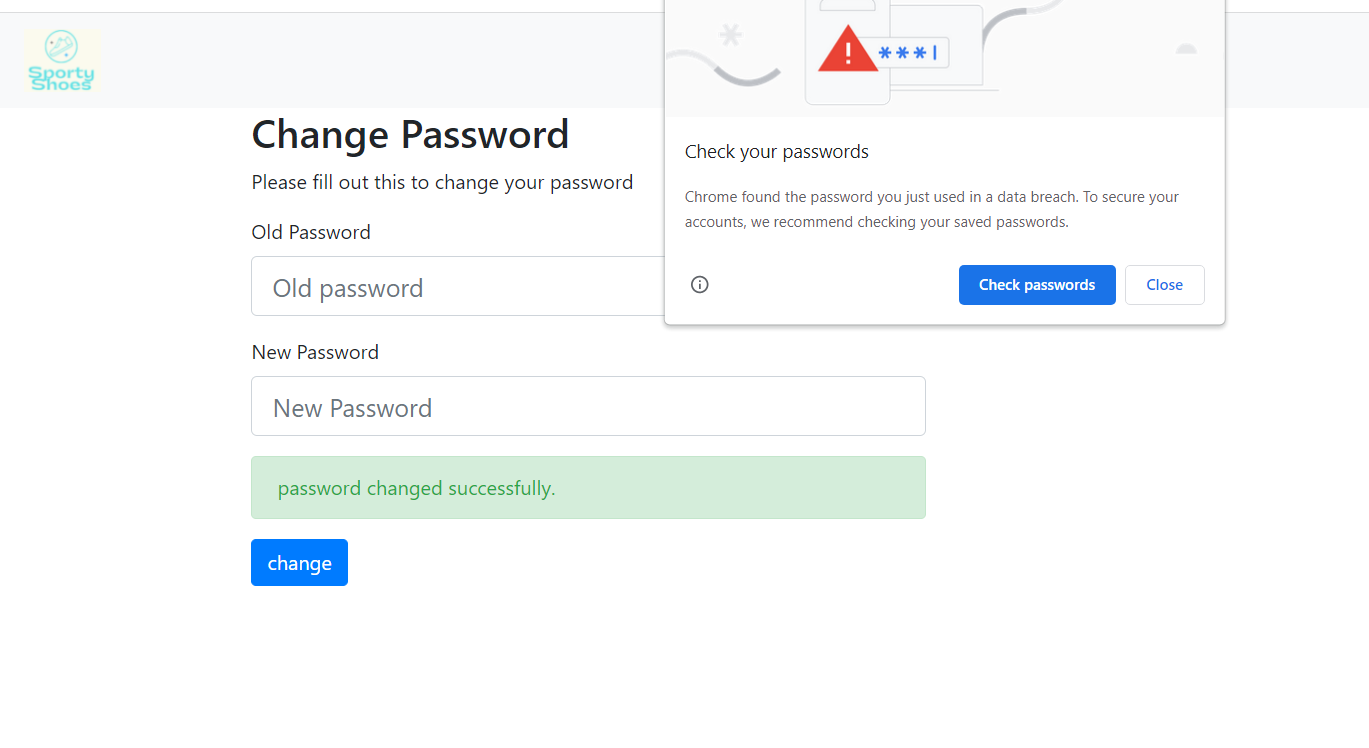 Sporty
Shoes
Change Password
Please fill out this to change your password
Old Password
Old password
New Password
New Password
password changed successfully.
change
***|
Check your passwords
Chrome found the password you just used in a data breach. To secure your
accounts, we recommend checking your saved passwords.
Check passwords
Close